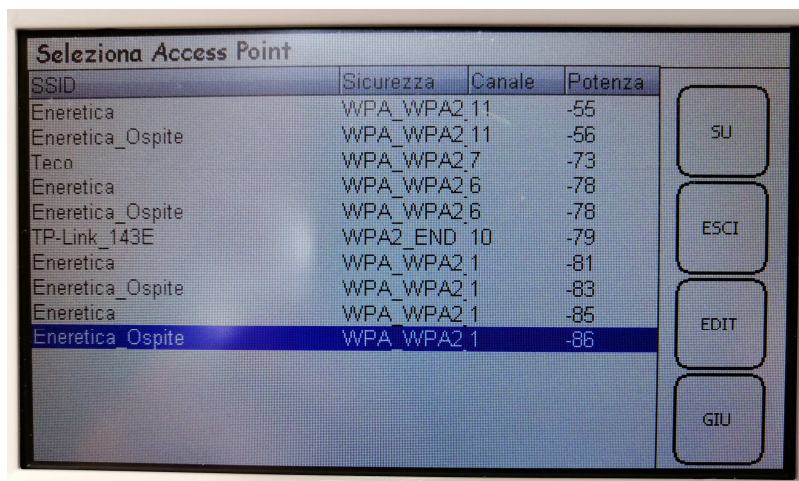 Seleziona Access Point
SSID Sicurezza Canale Potenza
Eneretica WPA_WPA2 11 -55
Eneretica_Ospite WPA_WPA2 11 -56
Teco WPA_WPA2 7 -73
Eneretica WPA_WPA2 6 -78
Eneretica_Ospite WPA_WPA2 6 -78
TP-Link_143E WPA2_END 10 -79
Eneretica WPA_WPA2 1 -81
Eneretica_Ospite WPA_WPA2 1 -83
Eneretica WPA_WPA2 1 -85
Eneretica_Ospite WPA_WPA2 1 -86
SU
ESCI
EDIT
GIU